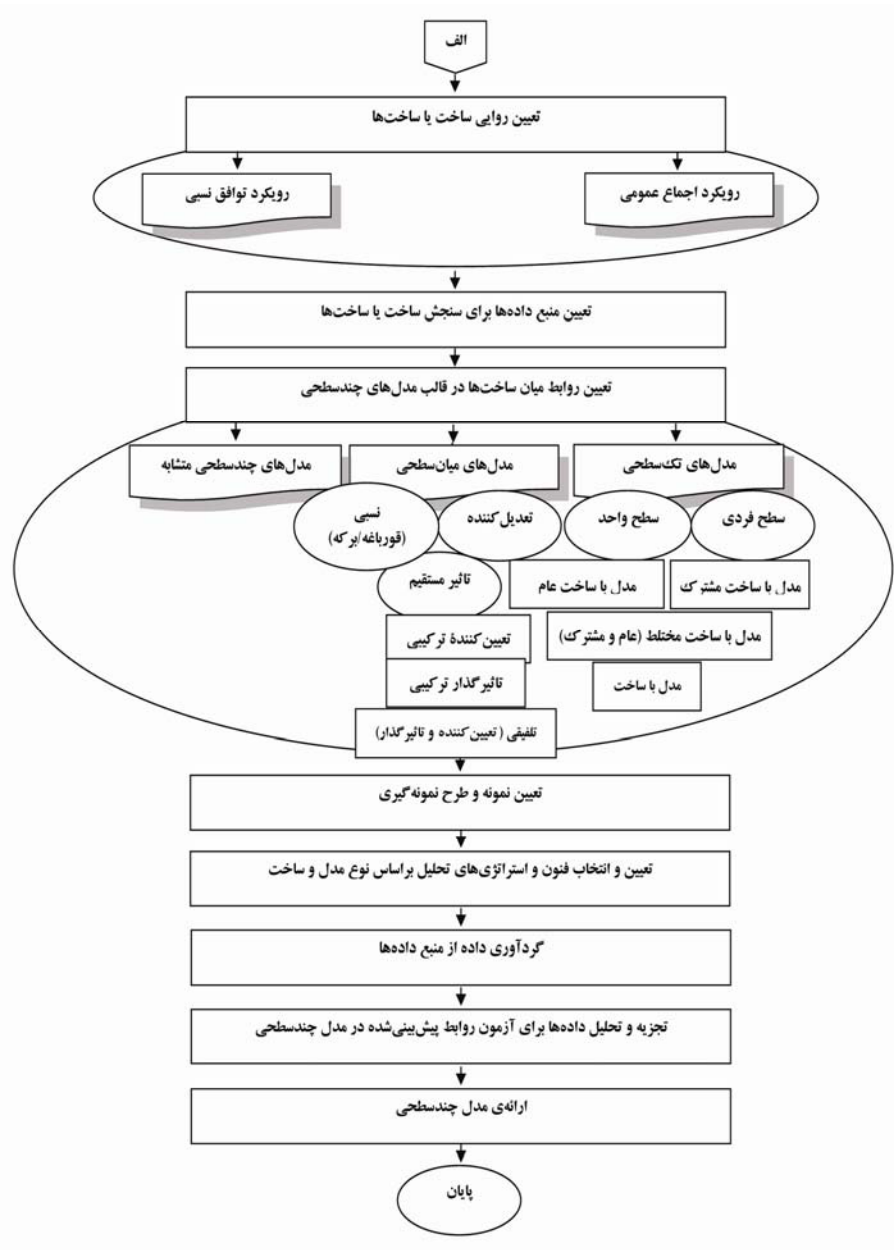 الف
تعیین روایی ساخت یا ساخت‌ها
رویکرد اجماع عمومی
رویکرد توافق نسبی
تعیین منبع داده‌ها برای سنجش ساخت یا ساخت‌ها
تعیین روابط میان ساخت‌ها در قالب مدل‌های چندسطحی
مدل‌های تک‌سطحی
مدل‌های میان‌سطحی
مدل‌های چندسطحی متشابه
سطح فردی
سطح واحد
تعدیل‌کننده
نسبی
(قورباغه/برکه)
مدل با ساخت مشترک
مدل با ساخت عام
تاثیر مستقیم
مدل با ساخت مختلط (عام و مشترک)
تعیین‌کنندۀ ترکیبی
مدل با ساخت
تاثیرگذار ترکیبی
تلفیقی (تعیین‌کننده و تاثیرگذار)
تعیین نمونه و طرح نمونه‌گیری
تعیین و انتخاب فنون و استراتژی‌های تحلیل براساس نوع مدل و ساخت
گردآوری داده از منبع داده‌ها
تجزیه و تحلیل داده‌ها برای آزمون روابط پیش‌بینی‌شده در مدل چندسطحی
ارائه‌ی مدل چندسطحی
پایان